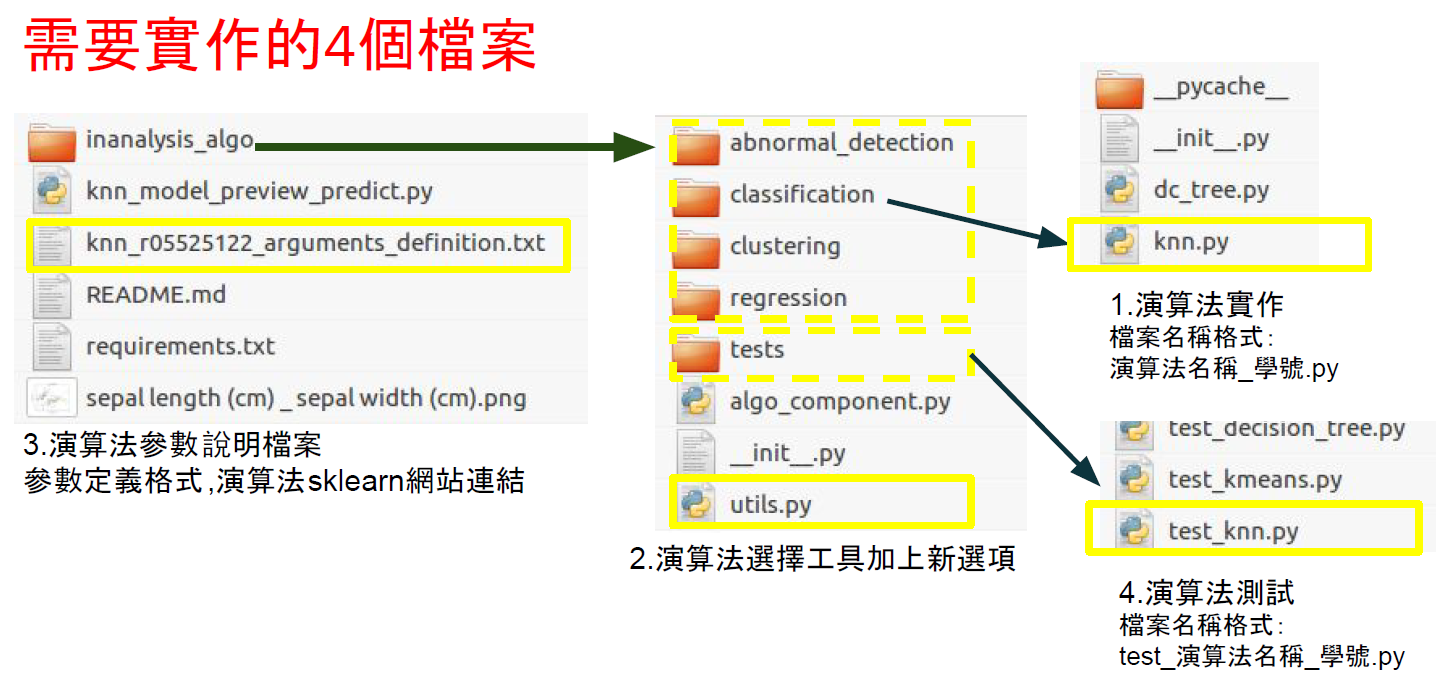 需要實作的4個檔案
inanalysis_algo
knn_model_preview_predict.py
knn_r05525122_arguments_definition.txt
README.md
requirements.txt
sepal length (cm) _ sepal width (cm).png
3.演算法參數說明檔案
參數定義格式,演算法sklearn網站連結
abnormal_detection
classification
clustering
regression
tests
algo_component.py
__init__.py
utils.py
2.演算法選擇工具加上新選項
__pycache__
__init__.py
dc_tree.py
knn.py
1.演算法實作
檔案名稱格式:
演算法名稱_學號.py
test_decision_tree.py
test_kmeans.py
test_knn.py
4.演算法測試
檔案名稱格式:
test_演算法名稱_學號.py